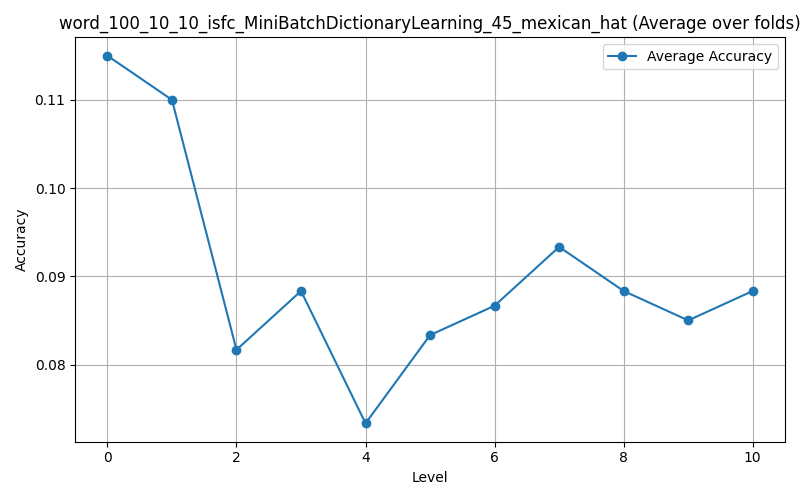 word_100_10_10_isfc_MiniBatchDictionaryLearning_45_mexican_hat (Average over folds)
Average Accuracy
0.11
0.10
0.09
0.08
Accuracy
0 2 4 6 8 10
Level